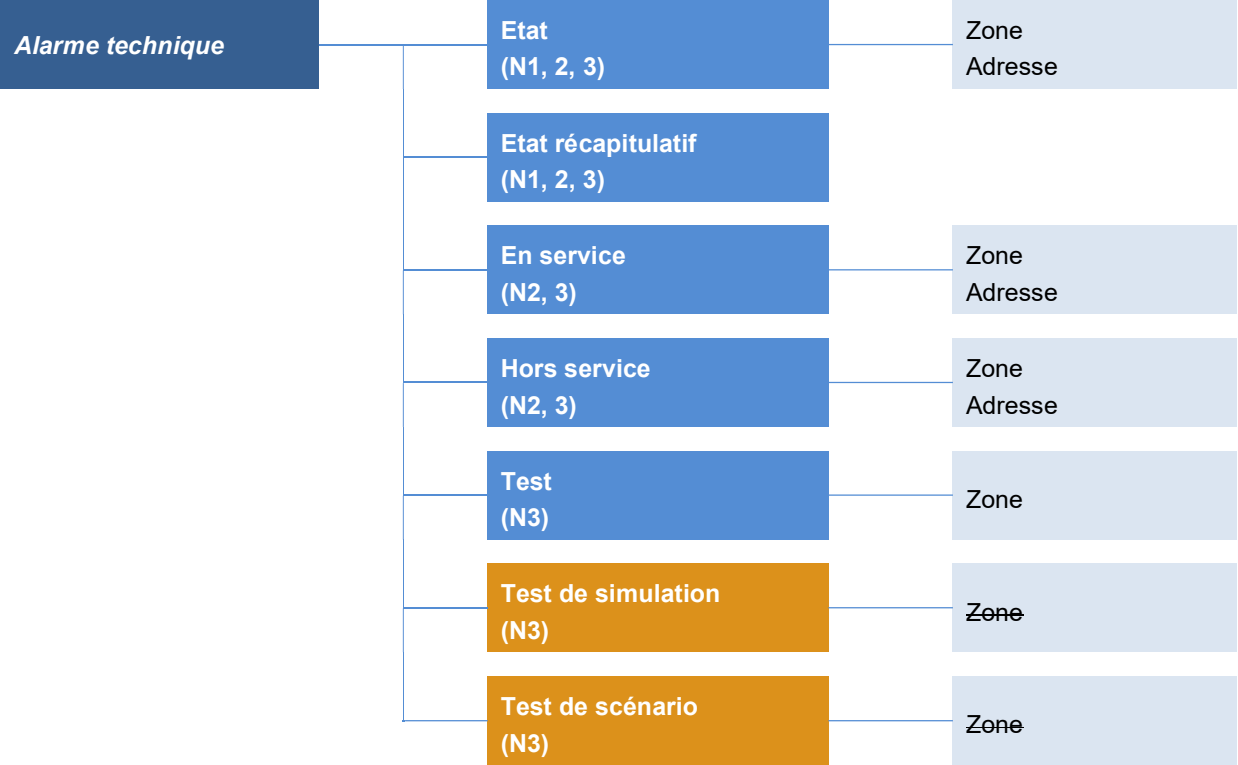 Alarme technique
Etat
(N1, 2, 3)
Zone
Adresse
Etat récapitulatif
(N1, 2, 3)
En service
(N2, 3)
Zone
Adresse
Hors service
(N2, 3)
Zone
Adresse
Test
(N3)
Zone
Test de simulation
(N3)
Zone
Test de scénario
(N3)
Zone